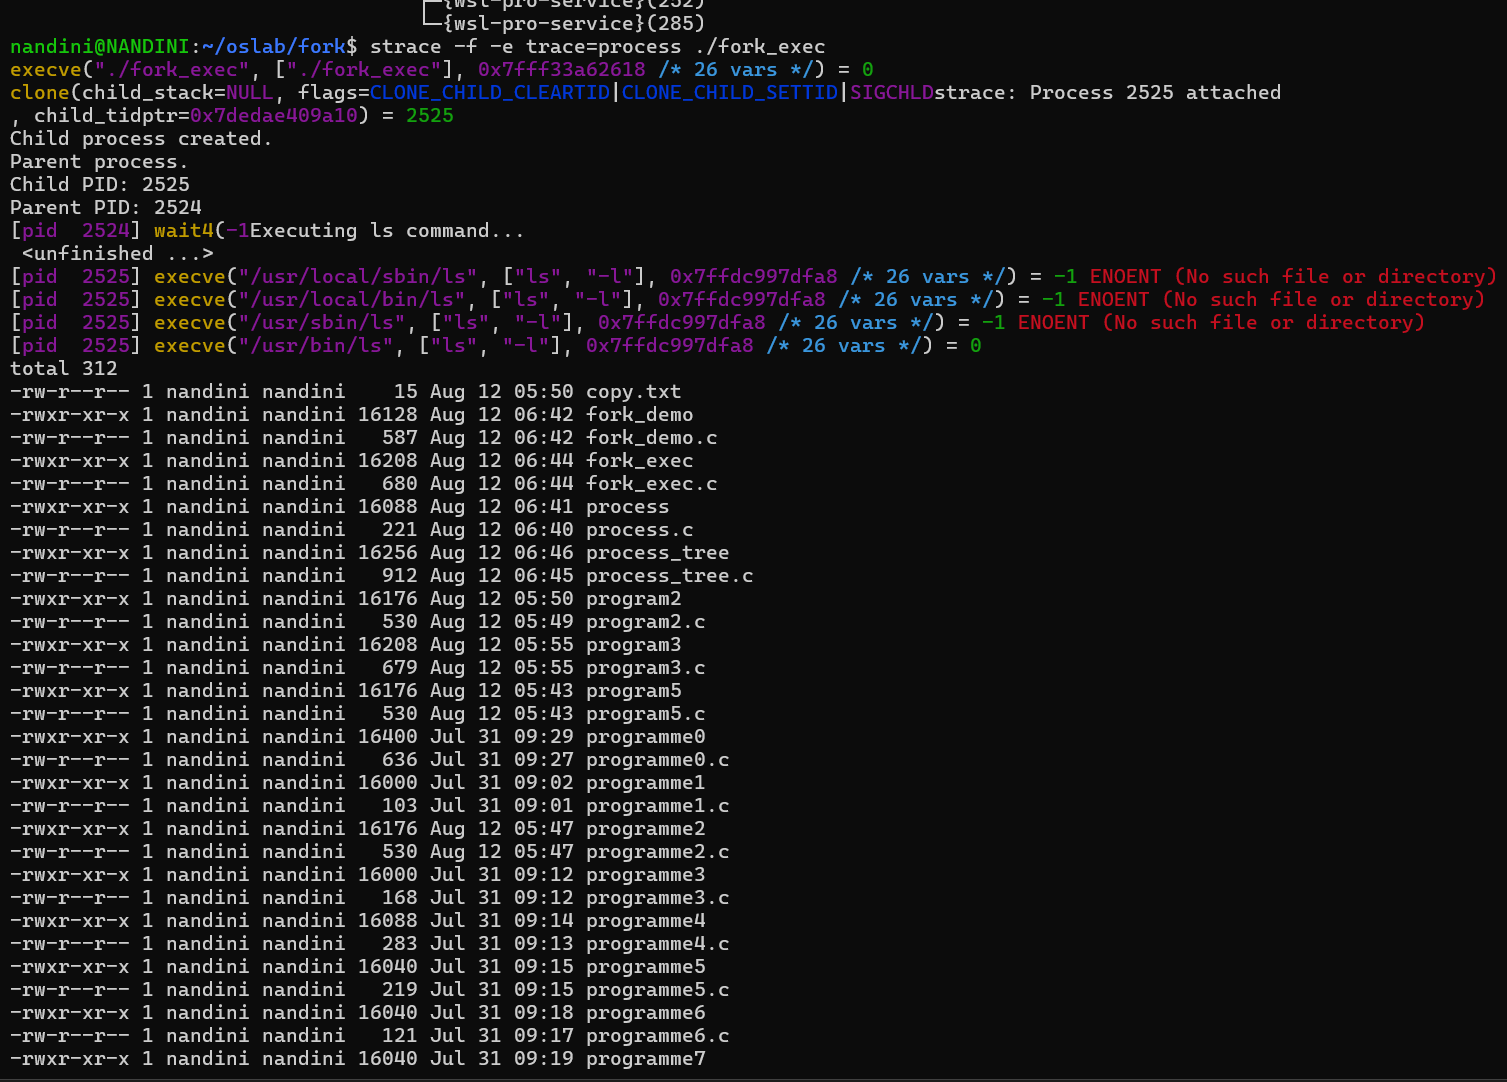 {wsl-pro-service}(252)
{wsl-pro-service}(285)
nandini@NANDINI:~/oslab/fork$ strace -f -e trace=process ./fork_exec
execve("./fork_exec", ["./fork_exec"], 0x7fff33a62618 /* 26 vars */) = 0
clone(child_stack=NULL, flags=CLONE_CHILD_CLEARTID|CLONE_CHILD_SETTID|SIGCHLDstrace: Process 2525 attached
, child_tidptr=0x7dedae409a10) = 2525
Child process created.
Parent process.
Child PID: 2525
Parent PID: 2524
[pid  2524] wait4(-1Executing ls command...
 <unfinished ...>
[pid  2525] execve("/usr/local/sbin/ls", ["ls", "-l"], 0x7ffdc997dfa8 /* 26 vars */) = -1 ENOENT (No such file or directory)
[pid  2525] execve("/usr/local/bin/ls", ["ls", "-l"], 0x7ffdc997dfa8 /* 26 vars */) = -1 ENOENT (No such file or directory)
[pid  2525] execve("/usr/sbin/ls", ["ls", "-l"], 0x7ffdc997dfa8 /* 26 vars */) = -1 ENOENT (No such file or directory)
[pid  2525] execve("/usr/bin/ls", ["ls", "-l"], 0x7ffdc997dfa8 /* 26 vars */) = 0
total 312
-rw-r--r-- 1 nandini nandini    15 Aug 12 05:50 copy.txt
-rwxr-xr-x 1 nandini nandini 16128 Aug 12 06:42 fork_demo
-rw-r--r-- 1 nandini nandini   587 Aug 12 06:42 fork_demo.c
-rwxr-xr-x 1 nandini nandini 16208 Aug 12 06:44 fork_exec
-rw-r--r-- 1 nandini nandini   680 Aug 12 06:44 fork_exec.c
-rwxr-xr-x 1 nandini nandini 16088 Aug 12 06:41 process
-rw-r--r-- 1 nandini nandini   221 Aug 12 06:40 process.c
-rwxr-xr-x 1 nandini nandini 16256 Aug 12 06:46 process_tree
-rw-r--r-- 1 nandini nandini   912 Aug 12 06:45 process_tree.c
-rwxr-xr-x 1 nandini nandini 16176 Aug 12 05:50 program2
-rw-r--r-- 1 nandini nandini   530 Aug 12 05:49 program2.c
-rwxr-xr-x 1 nandini nandini 16208 Aug 12 05:55 program3
-rw-r--r-- 1 nandini nandini   679 Aug 12 05:55 program3.c
-rwxr-xr-x 1 nandini nandini 16176 Aug 12 05:43 program5
-rw-r--r-- 1 nandini nandini   530 Aug 12 05:43 program5.c
-rwxr-xr-x 1 nandini nandini 16400 Jul 31 09:29 programme0
-rw-r--r-- 1 nandini nandini   636 Jul 31 09:27 programme0.c
-rwxr-xr-x 1 nandini nandini 16000 Jul 31 09:02 programme1
-rw-r--r-- 1 nandini nandini   103 Jul 31 09:01 programme1.c
-rwxr-xr-x 1 nandini nandini 16176 Aug 12 05:47 programme2
-rw-r--r-- 1 nandini nandini   530 Aug 12 05:47 programme2.c
-rwxr-xr-x 1 nandini nandini 16000 Jul 31 09:12 programme3
-rw-r--r-- 1 nandini nandini   168 Jul 31 09:12 programme3.c
-rwxr-xr-x 1 nandini nandini 16088 Jul 31 09:14 programme4
-rw-r--r-- 1 nandini nandini   283 Jul 31 09:13 programme4.c
-rwxr-xr-x 1 nandini nandini 16040 Jul 31 09:15 programme5
-rw-r--r-- 1 nandini nandini   219 Jul 31 09:15 programme5.c
-rwxr-xr-x 1 nandini nandini 16040 Jul 31 09:18 programme6
-rw-r--r-- 1 nandini nandini   121 Jul 31 09:17 programme6.c
-rwxr-xr-x 1 nandini nandini 16040 Jul 31 09:19 programme7